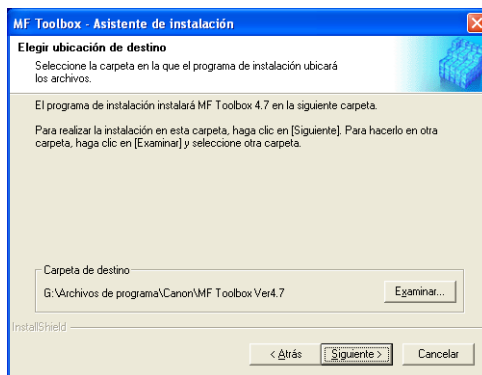 MF Toolbox - Asistente de instalación
Elegir ubicación de destino
Seleccione la carpeta en la que el programa de instalación ubicará
los archivos.
El programa de instalación instalará MF Toolbox 4.7 en la siguiente carpeta.
Para realizar la instalación en esta carpeta, haga clic en [Siguiente]. Para hacerlo en otra
carpeta, haga clic en [Examinar] y seleccione otra carpeta.
Carpeta de destino
G:\Archivos de programa\Canon\MF Toolbox Ver4.7
Examinar...
InstallShield
< Atrás
Siguiente >
Cancelar